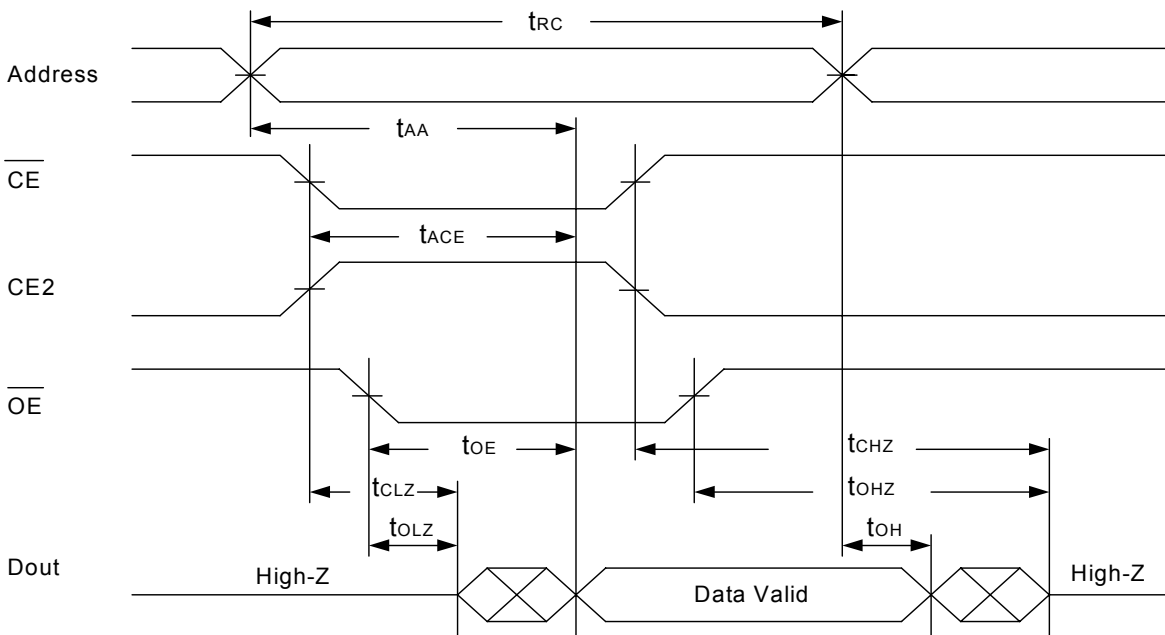 tRC
Address
tAA
CE
tACE
CE2
OE
tOE
tCHZ
tCLZ
tOHZ
tOLZ
tOH
Dout
High-Z
Data Valid
High-Z